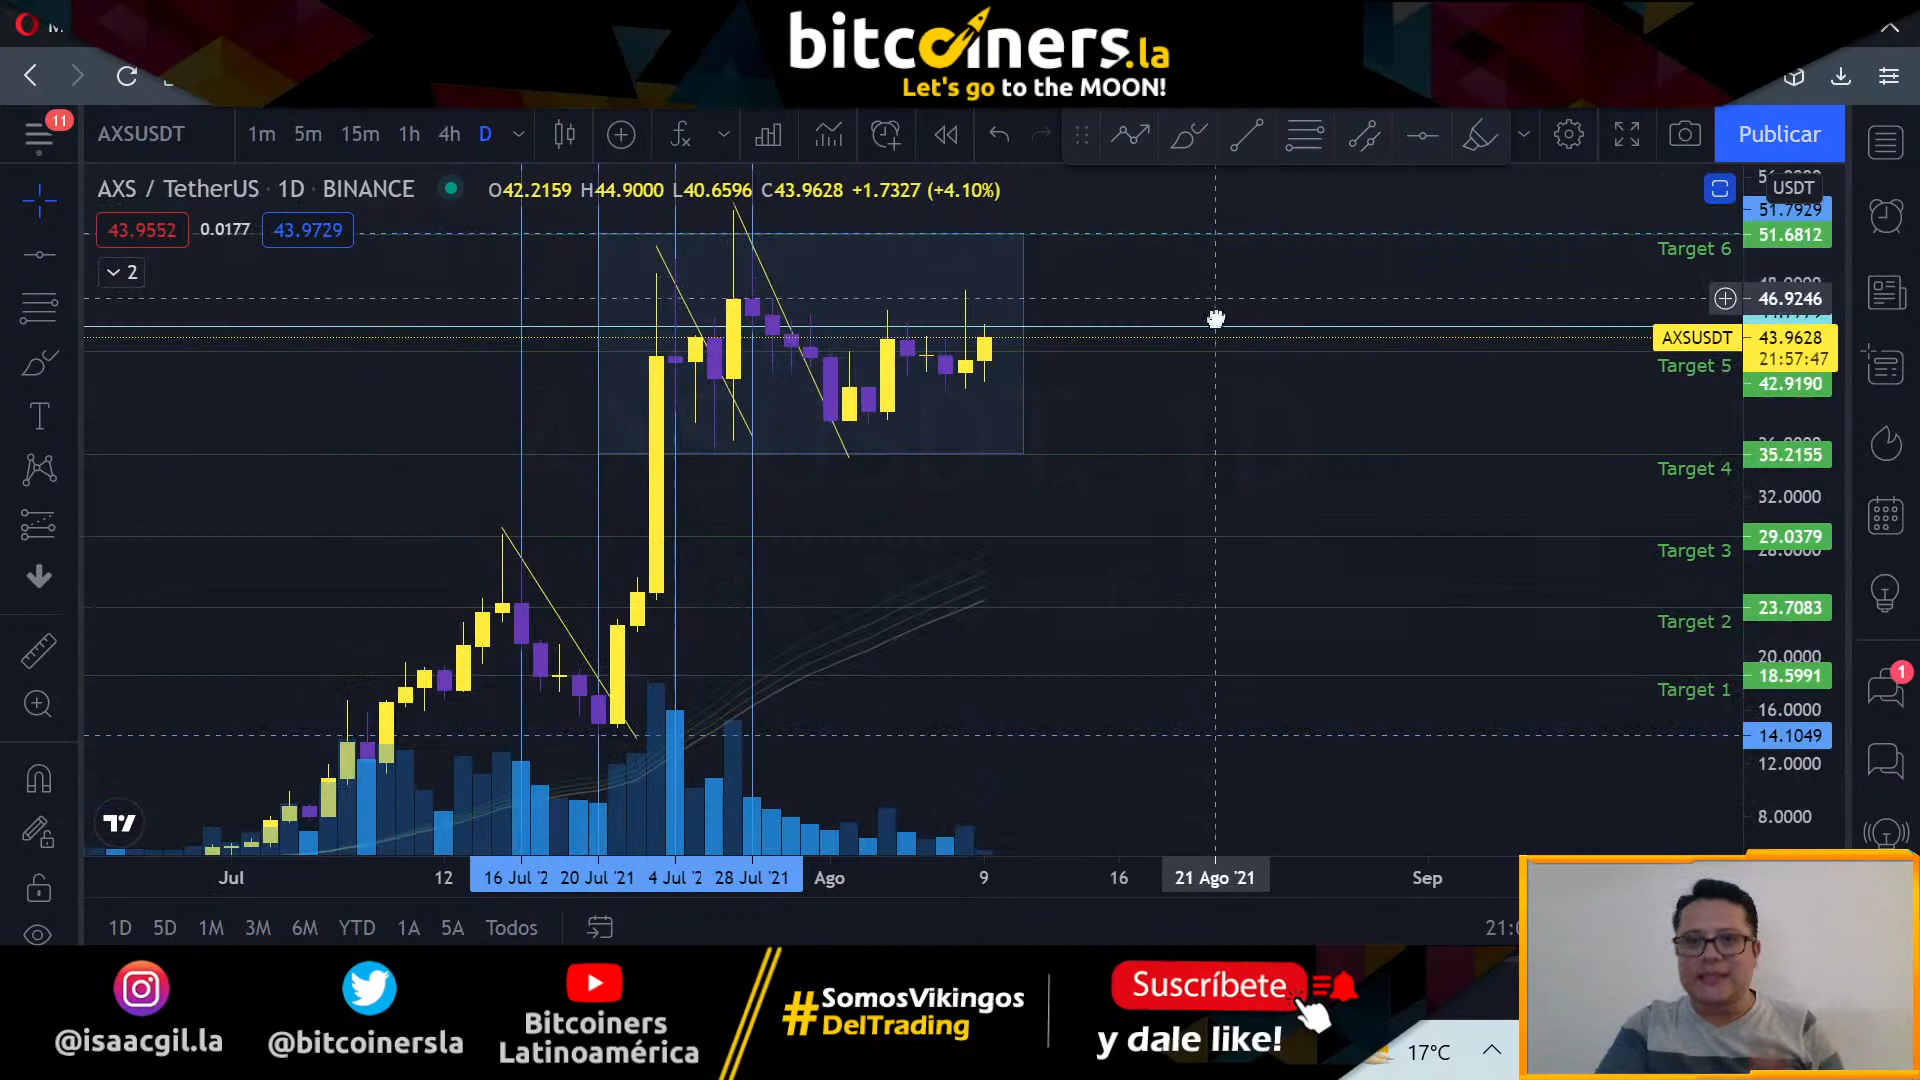 bitcoiners.la
Let's go to the MOON!
11
AXSUSDT
1m 5m 15m 1h 4h D
Publicar
AXS / TetherUS · 1D · BINANCE
O42.2159 H44.9000 L40.6596 C43.9628 +1.7327 (+4.10%)
43.9552 0.0177 43.9729
2
USDT
51.7929
Target 6 51.6812
46.9246
AXSUSDT 43.9628
21:57:47
Target 5 42.9190
35.2155
Target 4
32.0000
29.0379
Target 3 28.0000
23.7083
Target 2
20.0000
18.5991
Target 1
16.0000
14.1049
12.0000
8.0000
1
AXSUSDT, 1D
Jul 12 16 Jul '2 20 Jul '21 4 Jul '2 28 Jul '21 Ago 9 16 21 Ago '21 Sep
1D 5D 1M 3M 6M YTD 1A 5A Todos
@isaacgil.la
@bitcoinersla
Bitcoiners
Latinoamérica
#SomosVikingos
DelTrading
Suscríbete
y dale like!
17°C